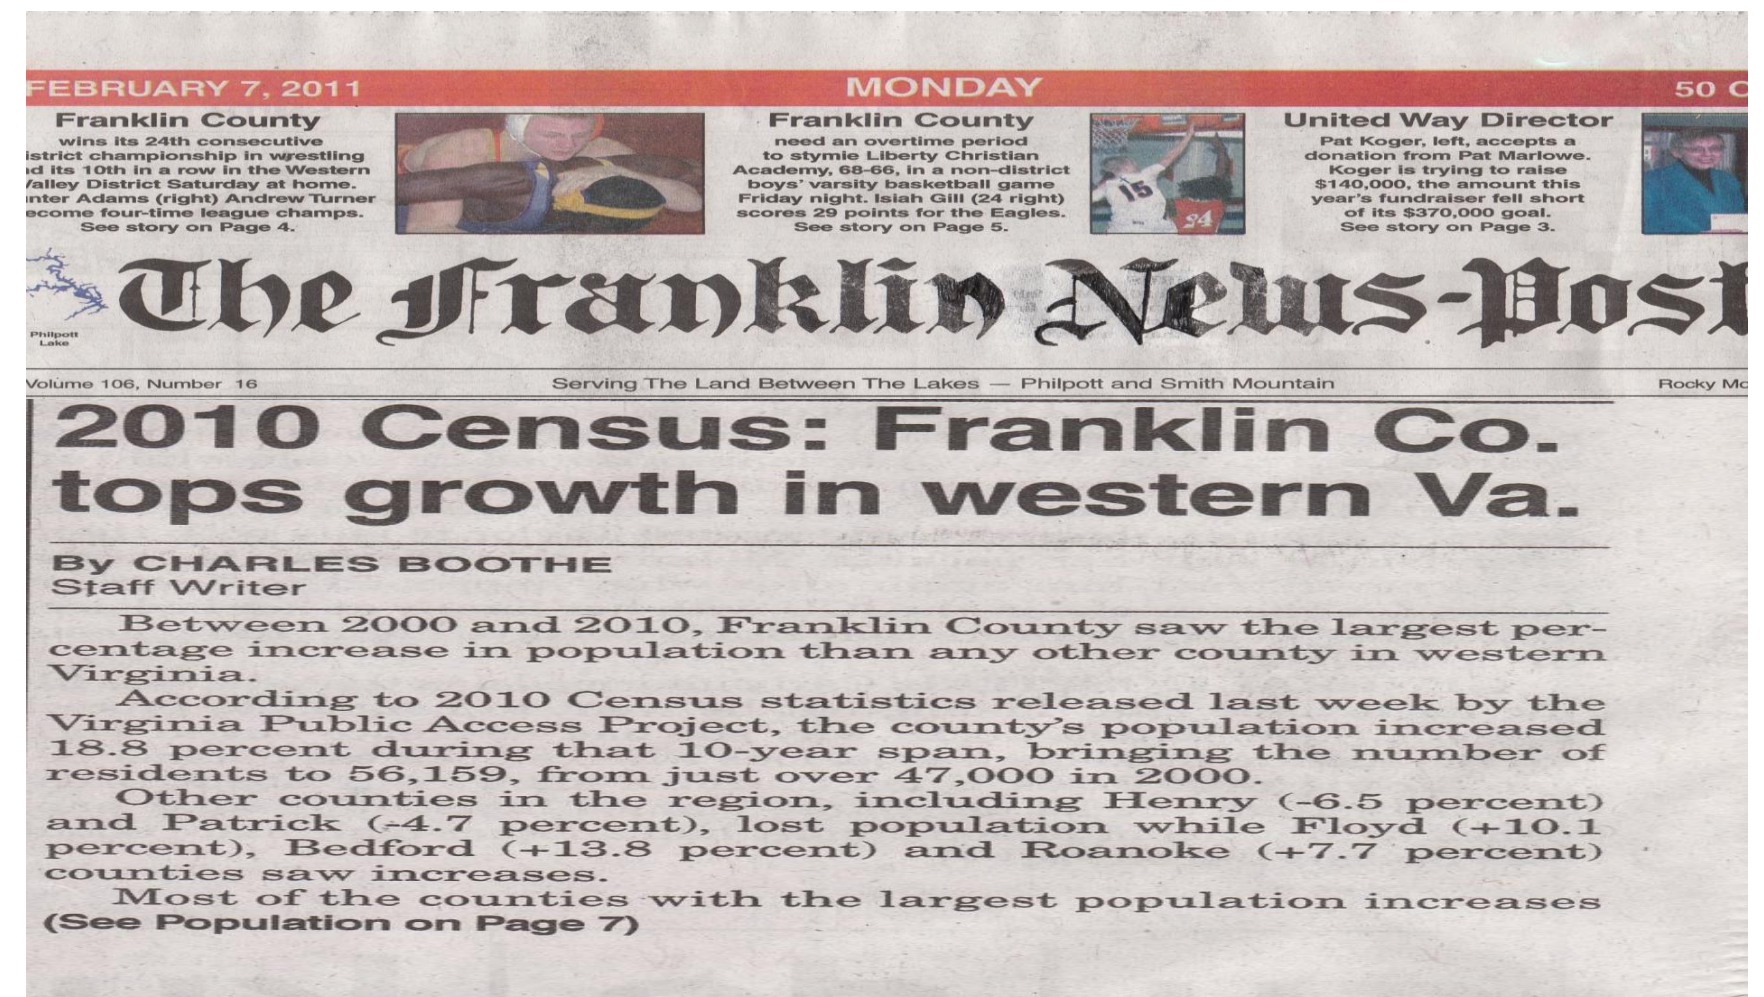 FEBRUARY 7, 2011
MONDAY
50
Franklin County
wins its 24th consecutive
istrict championship in wrestling
d its 10th in a row in the Western
Valley District Saturday at home.
nter Adams (right) Andrew Turner
ecome four-time league champs.
See story on Page 4.
Franklin County
need an overtime period
to stymie Liberty Christian
Academy, 68-66, in a non-district
boys' varsity basketball game
Friday night. Isiah Gill (24 right)
scores 29 points for the Eagles.
See story on Page 5.
15
24
United Way Director
Pat Koger, left, accepts a
donation from Pat Marlowe.
Koger is trying to raise
$140,000, the amount this
year's fundraiser fell short
of its $370,000 goal.
See story on Page 3.
Philpott
Lake
The Franklin News-Post
Volume 106, Number 16
Serving The Land Between The Lakes — Philpott and Smith Mountain
Rocky Mo
2010 Census: Franklin Co.
tops growth in western Va.
By CHARLES BOOTHE
Staff Writer
Between 2000 and 2010, Franklin County saw the largest per-
centage increase in population than any other county in western
Virginia.
According to 2010 Census statistics released last week by the
Virginia Public Access Project, the county's population increased
18.8 percent during that 10-year span, bringing the number of
residents to 56,159, from just over 47,000 in 2000.
Other counties in the region, including Henry (-6.5 percent)
and Patrick (-4.7 percent), lost population while Floyd (+10.1
percent), Bedford (+13.8 percent) and Roanoke (+7.7 percent)
counties saw increases.
Most of the counties with the largest population increases
(See Population on Page 7)